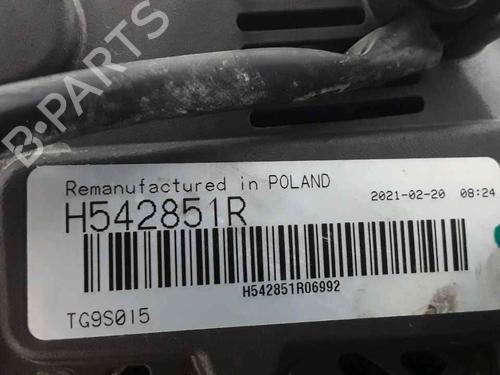 B-PARTS
Remanufactured in POLAND
2021-02-20 08:24
H542851R
H542851R06992
TG9S015